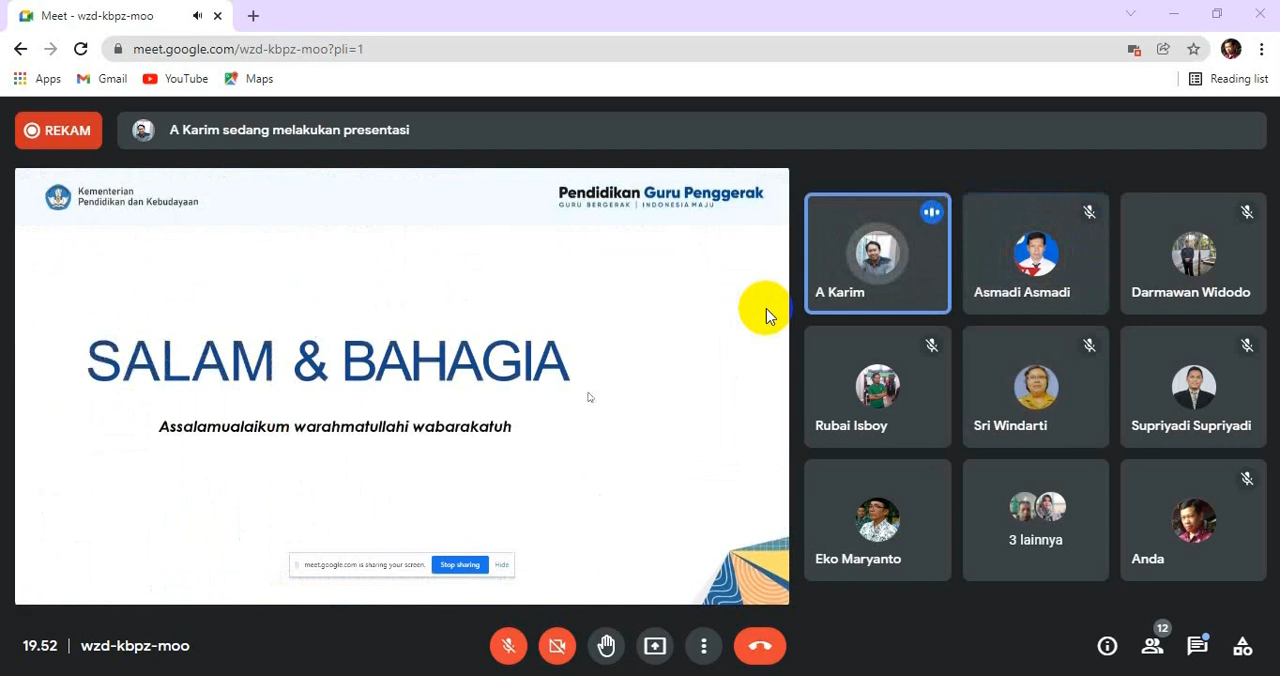 Meet - wzd-kbpz-moo
meet.google.com/wzd-kbpz-moo?pli=1
Apps
Gmail
YouTube
Maps
Reading list
REKAM
A Karim sedang melakukan presentasi
Kementerian
Pendidikan dan Kebudayaan
Pendidikan Guru Penggerak
GURU BERGERAK | INDONESIA MAJU
SALAM & BAHAGIA
Assalamualaikum warahmatullahi wabarakatuh
meet.google.com is sharing your screen.
Stop sharing
Hide
A Karim
Asmadi Asmadi
Darmawan Widodo
Rubai Isboy
Sri Windarti
Supriyadi Supriyadi
Eko Maryanto
3 lainnya
Anda
19.52 | wzd-kbpz-moo
12